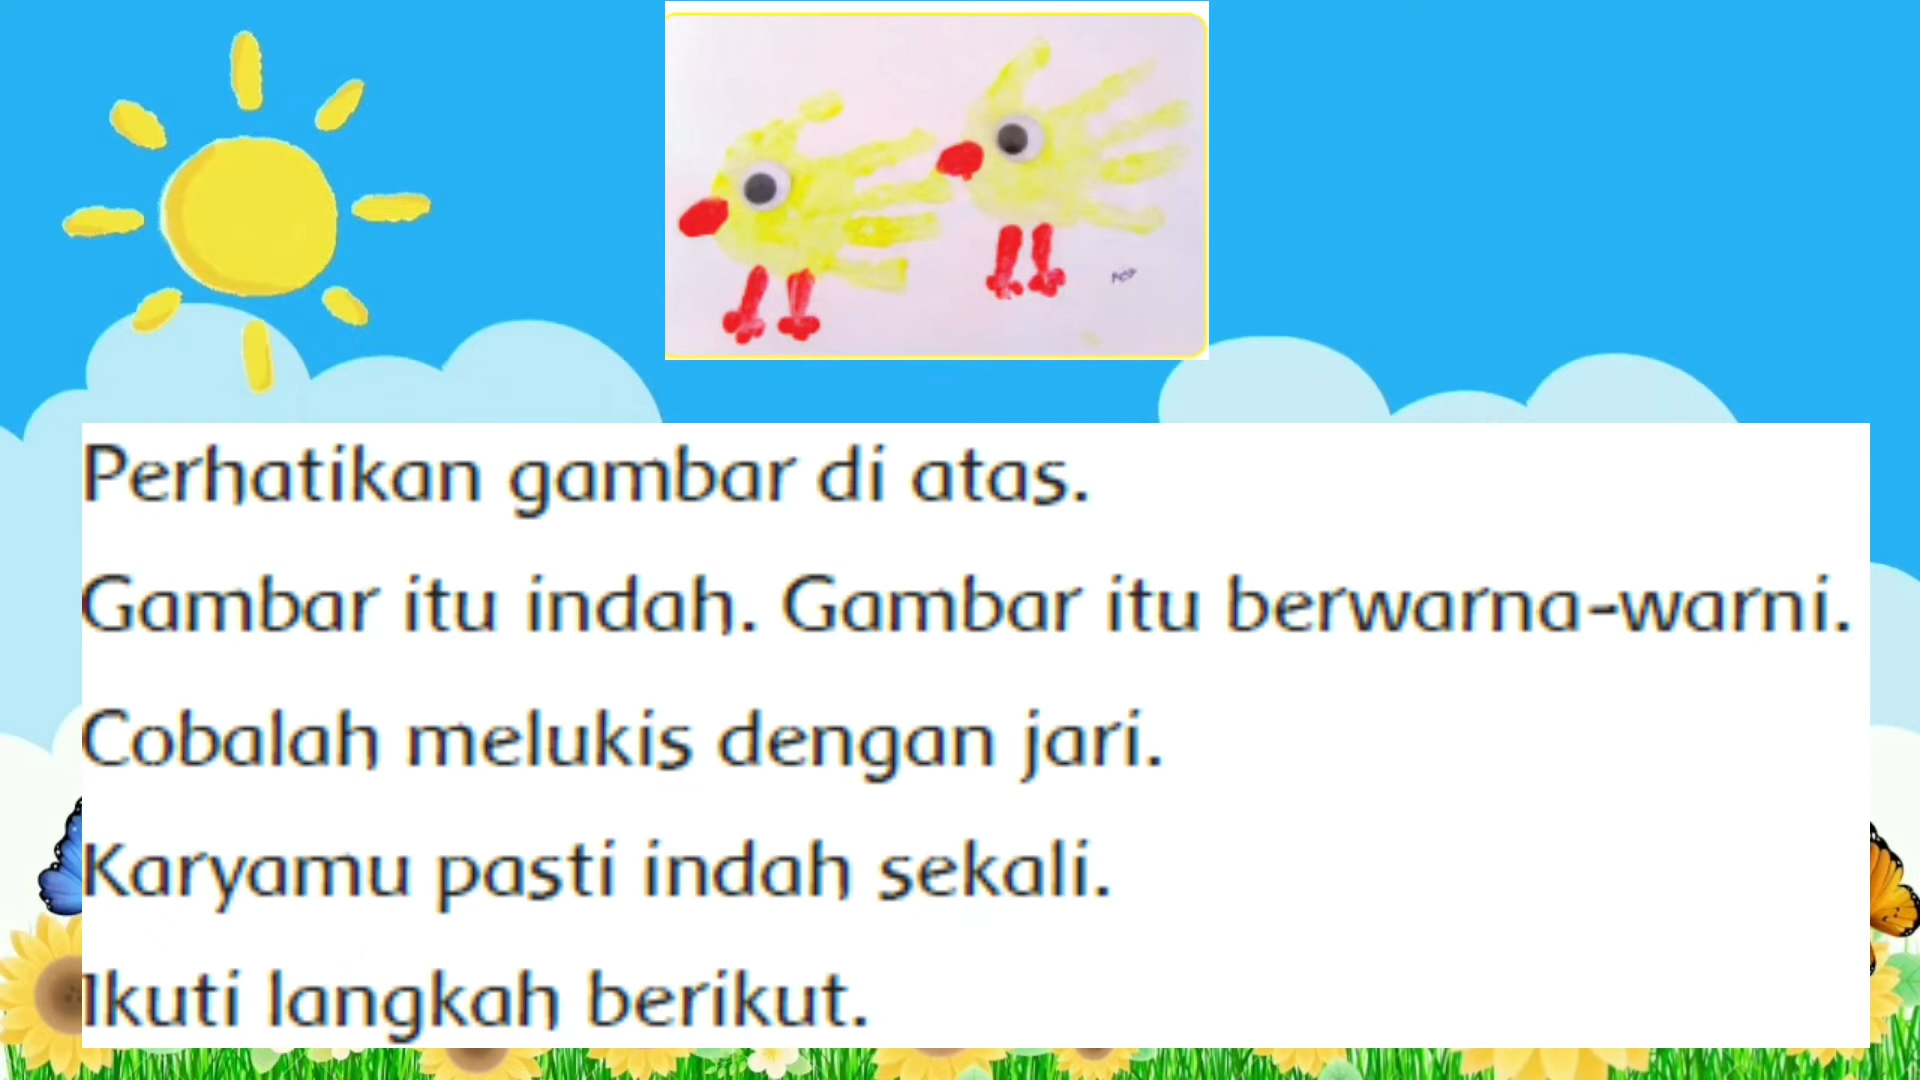 Perhatikan gambar di atas.
Gambar itu indah. Gambar itu berwarna-warni.
Cobalah melukis dengan jari.
Karyamu pasti indah sekali.
Ikuti langkah berikut.